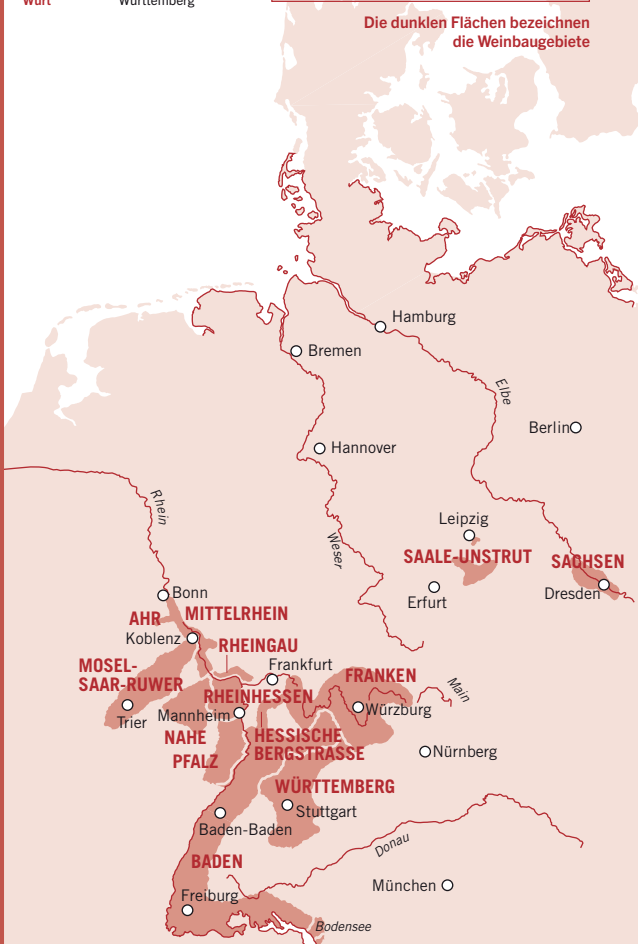 Württ
Württemberg
Die dunklen Flächen bezeichnen
die Weinbaugebiete
Hamburg
Bremen
Elbe
Berlin
Hannover
Rhein
Leipzig
Weser
SAALE-UNSTRUT
SACHSEN
Erfurt
Dresden
Bonn
AHR
MITTELRHEIN
Koblenz
RHEINGAU
Frankfurt
MOSEL-
SAAR-RUWER
FRANKEN
Main
RHEINHESSEN
Trier
Mannheim
Würzburg
NAHE
HESSISCHE
BERGSTRASSE
Nürnberg
PFALZ
WÜRTTEMBERG
Stuttgart
Baden-Baden
Donau
BADEN
München
Freiburg
Bodensee